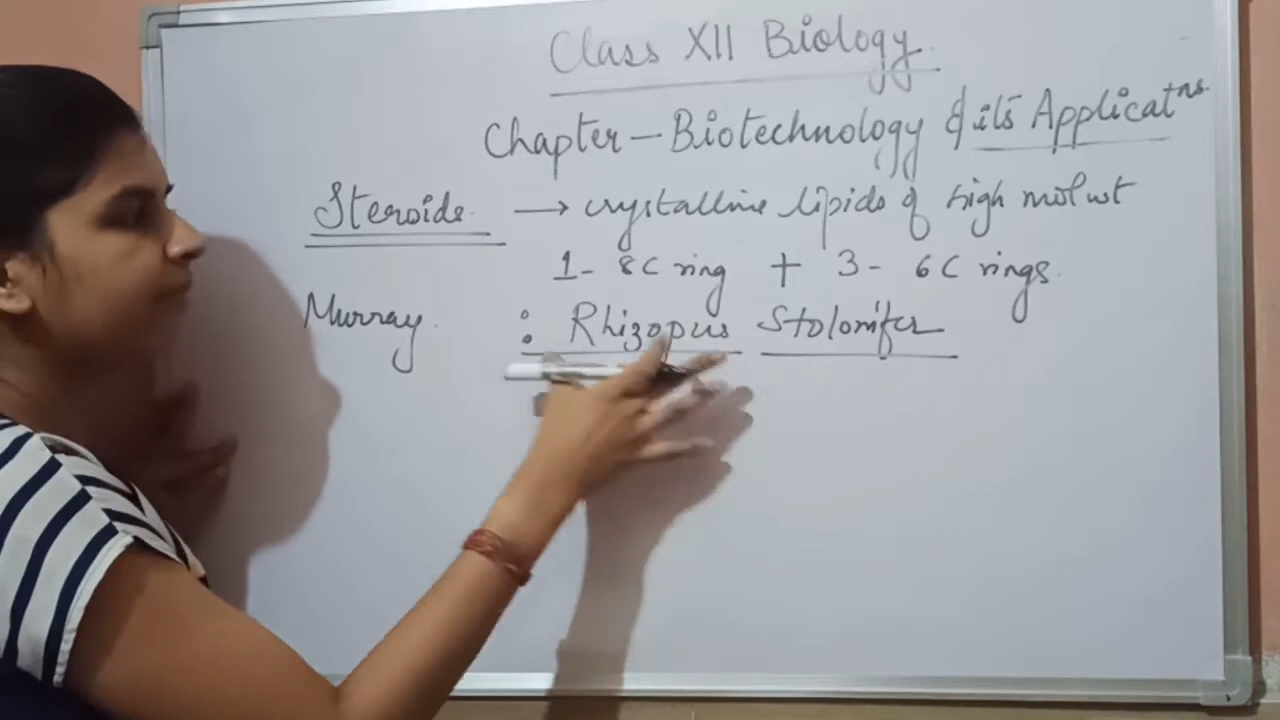 Class XII Biology
Chapter - Biotechnology & its Applicatns.
Steroids. → crystalline lipids of high mol wt
1 - 8C ring + 3 - 6C rings.
Murray : Rhizopus Stolonifer